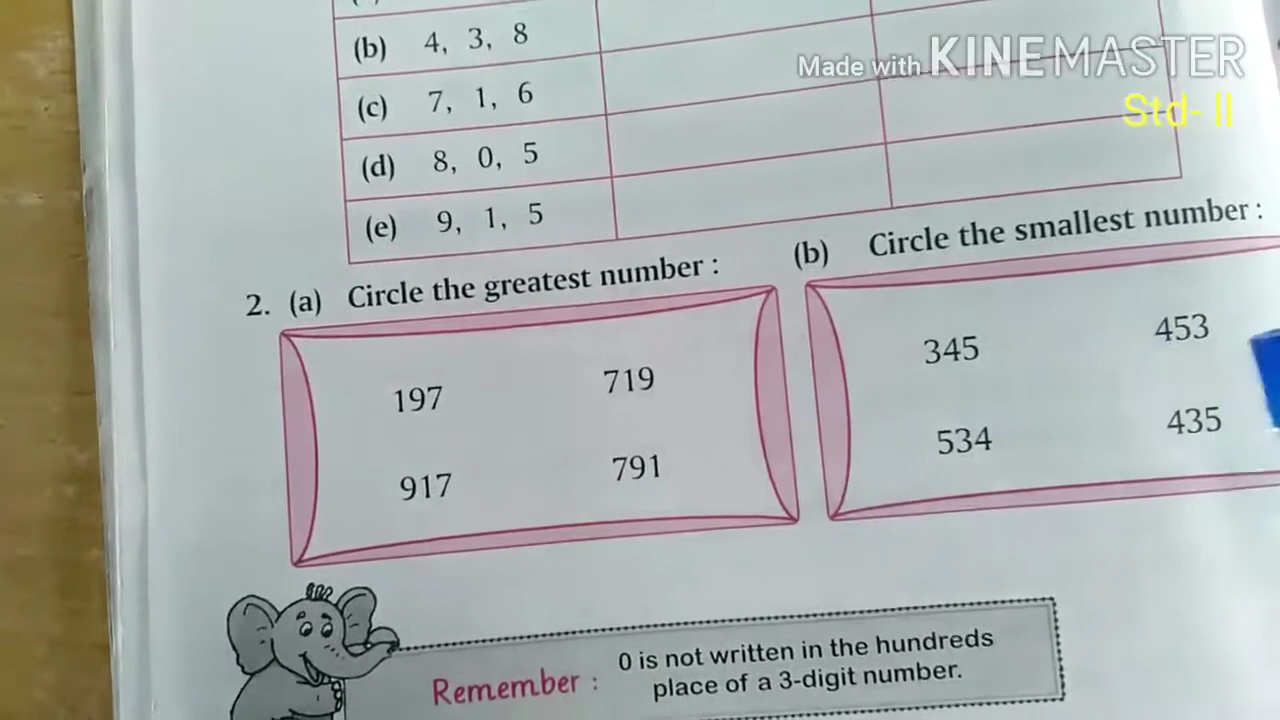 Made with KINEMASTER
Std- II
(b) 4, 3, 8
(c) 7, 1, 6
(d) 8, 0, 5
(e) 9, 1, 5
2. (a) Circle the greatest number :
197 719
917 791
(b) Circle the smallest number :
345 453
534 435
Remember : 0 is not written in the hundreds
place of a 3-digit number.